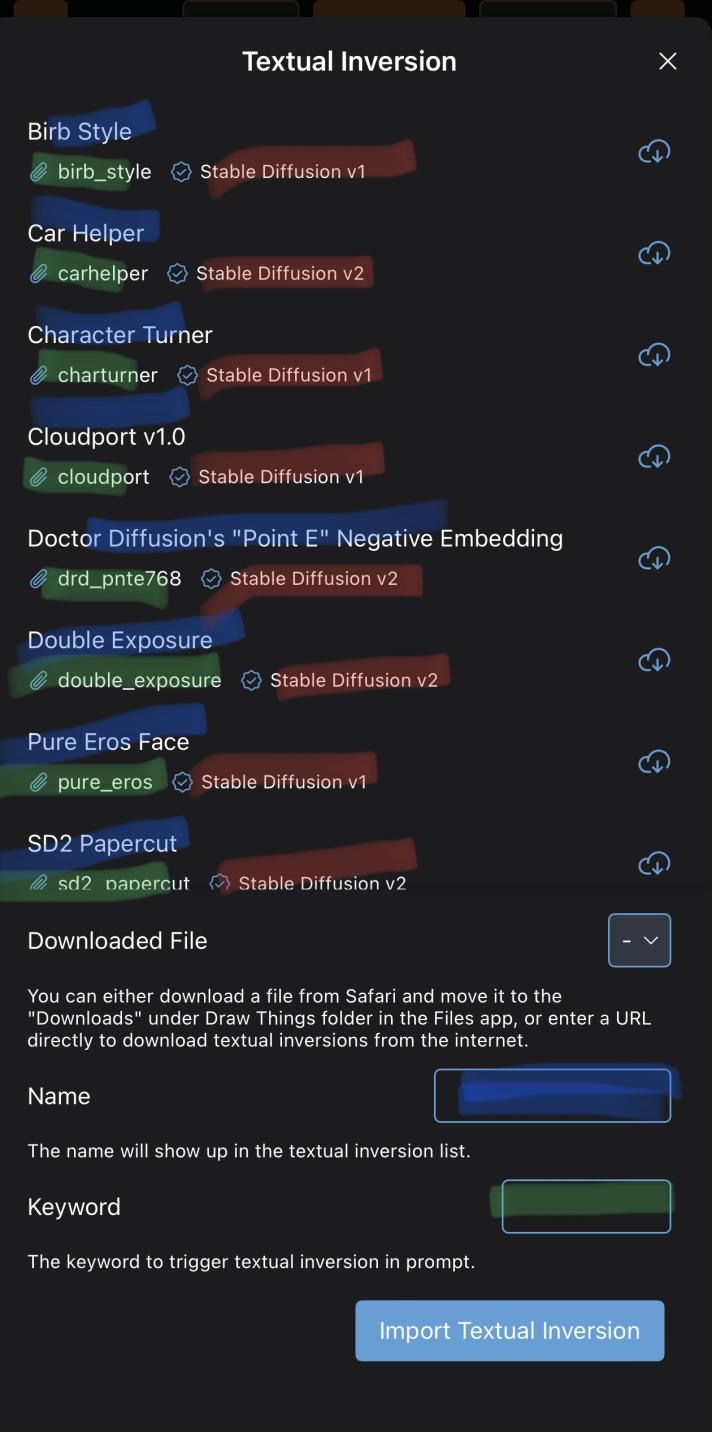 Textual Inversion
Birb Style
birb_style Stable Diffusion v1
Car Helper
carhelper Stable Diffusion v2
Character Turner
charturner Stable Diffusion v1
Cloudport v1.0
cloudport Stable Diffusion v1
Doctor Diffusion's "Point E" Negative Embedding
drd_pnte768 Stable Diffusion v2
Double Exposure
double_exposure Stable Diffusion v2
Pure Eros Face
pure_eros Stable Diffusion v1
SD2 Papercut
sd2_papercut Stable Diffusion v2
Downloaded File
-
You can either download a file from Safari and move it to the
"Downloads" under Draw Things folder in the Files app, or enter a URL
directly to download textual inversions from the internet.
Name
The name will show up in the textual inversion list.
Keyword
The keyword to trigger textual inversion in prompt.
Import Textual Inversion